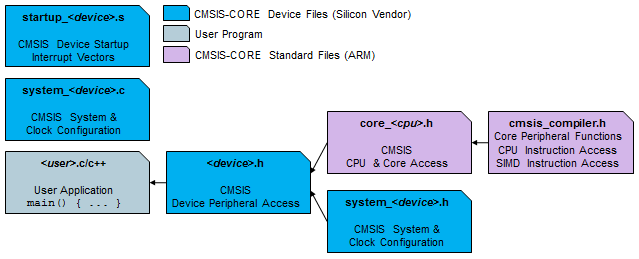 startup_<device>.s
CMSIS Device Startup
Interrupt Vectors
CMSIS-CORE Device Files (Silicon Vendor)
User Program
CMSIS-CORE Standard Files (ARM)
system_<device>.c
CMSIS System &
Clock Configuration
<user>.c/c++
User Application
main() { ... }
<device>.h
CMSIS
Device Peripheral Access
core_<cpu>.h
CMSIS
CPU & Core Access
cmsis_compiler.h
Core Peripheral Functions
CPU Instruction Access
SIMD Instruction Access
system_<device>.h
CMSIS System &
Clock Configuration